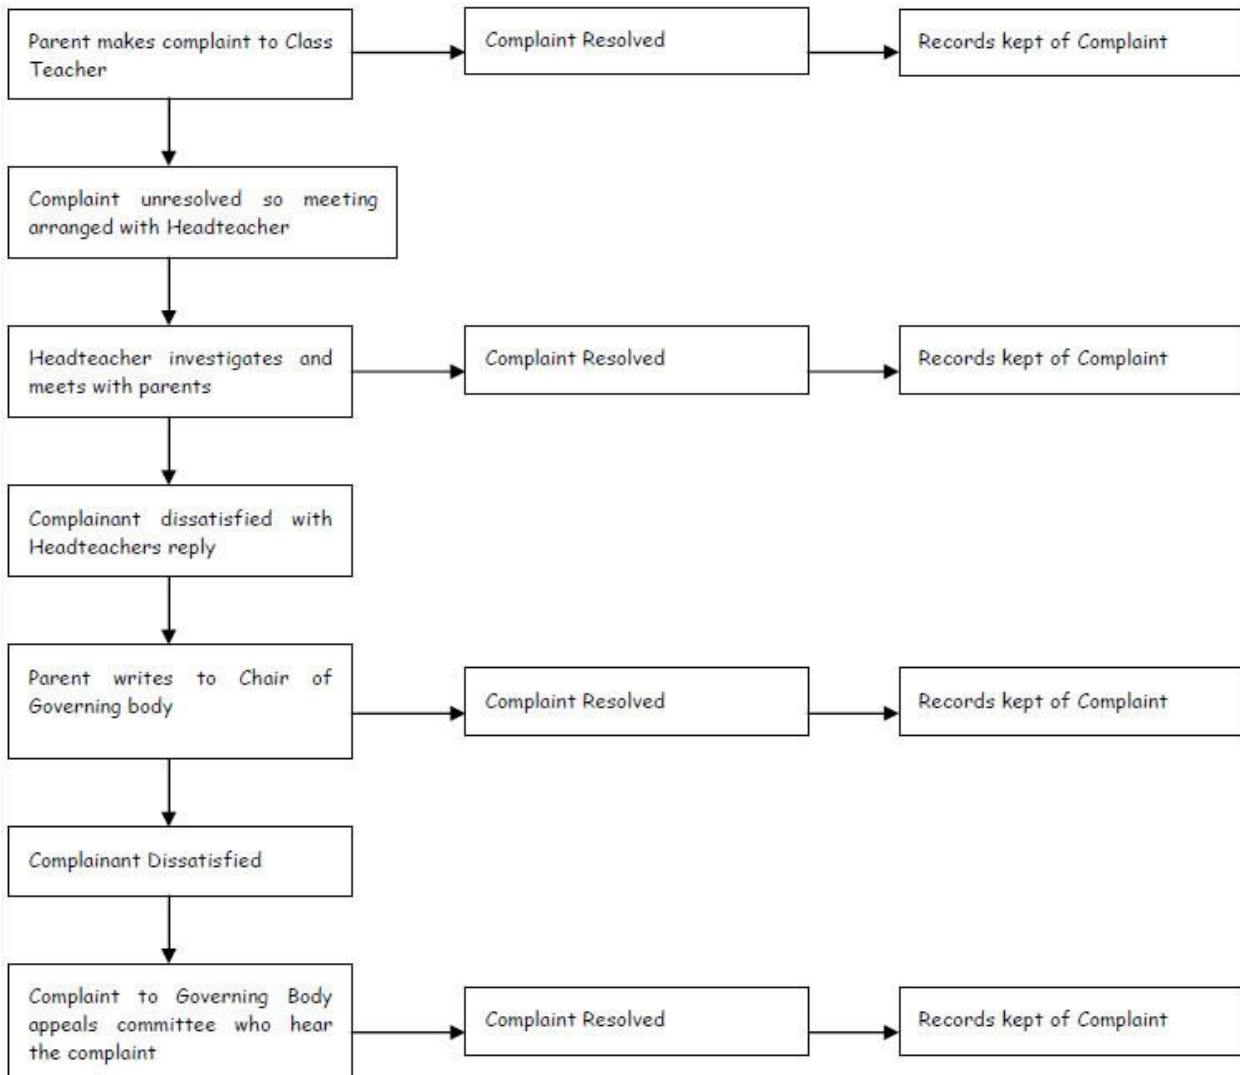 Parent makes complaint to Class
Teacher
Complaint Resolved
Records kept of Complaint
Complaint unresolved so meeting
arranged with Headteacher
Headteacher investigates and
meets with parents
Complaint Resolved
Records kept of Complaint
Complainant dissatisfied with
Headteachers reply
Parent writes to Chair of
Governing body
Complaint Resolved
Records kept of Complaint
Complainant Dissatisfied
Complaint to Governing Body
appeals committee who hear
the complaint
Complaint Resolved
Records kept of Complaint